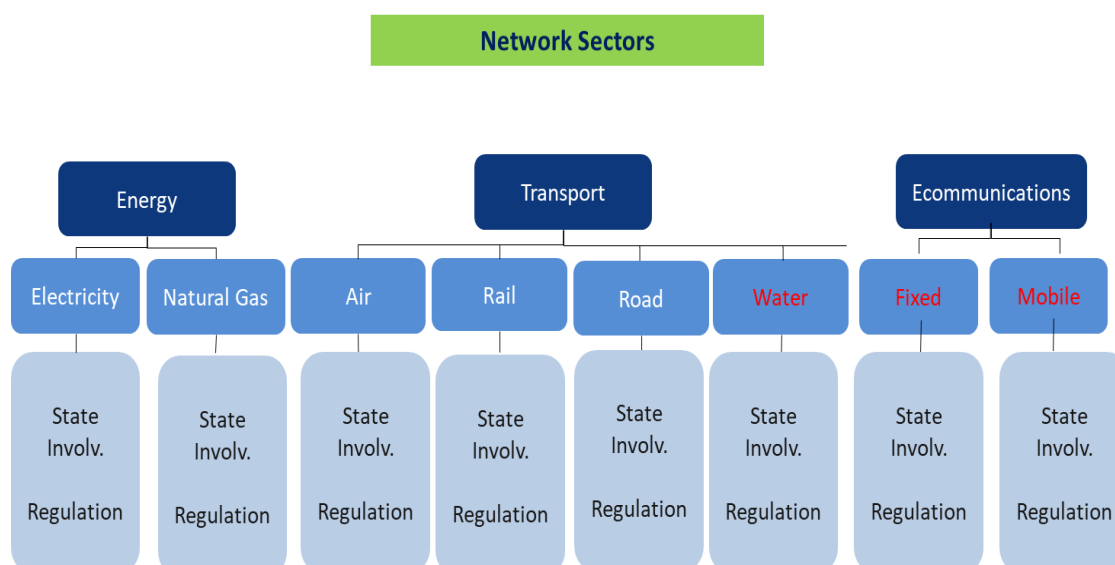 Network Sectors
Energy
Transport
Ecommunications
Electricity
Natural Gas
Air
Rail
Road
Water
Fixed
Mobile
State
Involv.
Regulation
State
Involv.
Regulation
State
Involv.
Regulation
State
Involv.
Regulation
State
Involv.
Regulation
State
Involv.
Regulation
State
Involv.
Regulation
State
Involv.
Regulation